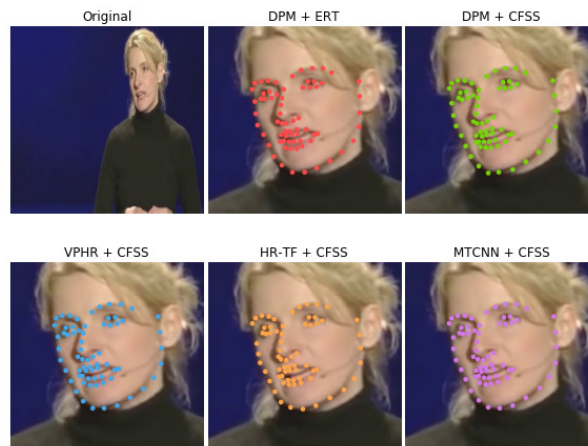 Original
DPM + ERT
DPM + CFSS
VPHR + CFSS
HR-TF + CFSS
MTCNN + CFSS